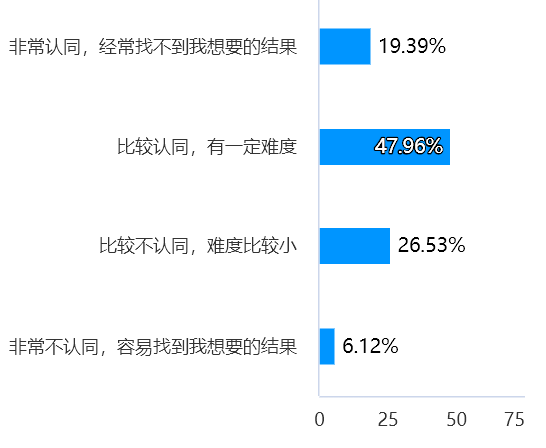 非常认同，经常找不到我想要的结果 19.39%
比较认同，有一定难度 47.96%
比较不认同，难度比较小 26.53%
非常不认同，容易找到我想要的结果 6.12%
0 25 50 75